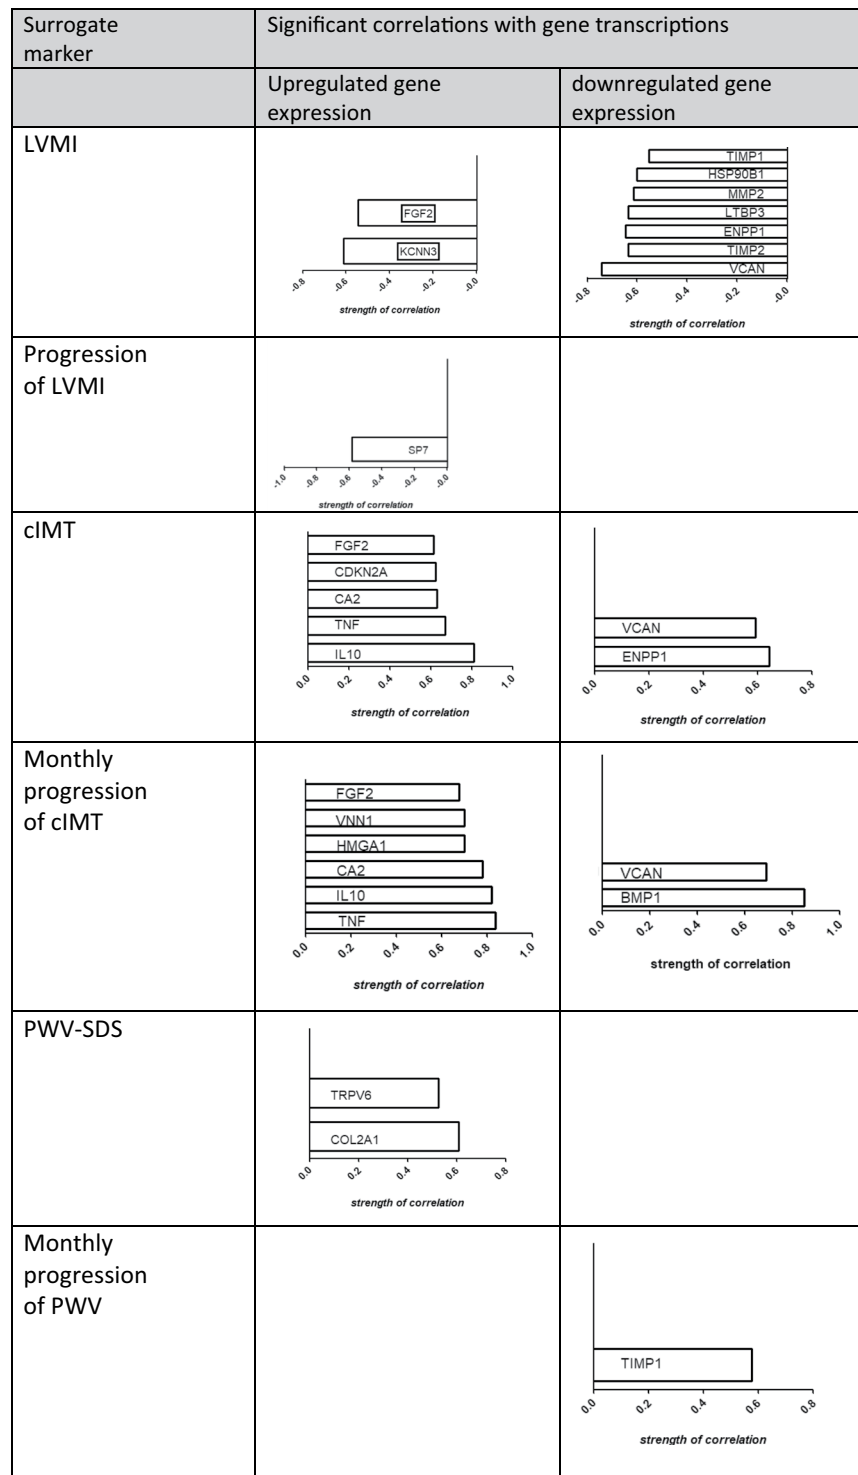 Surrogate
marker
Significant correlations with gene transcriptions
Upregulated gene
expression
downregulated gene
expression
LVMI
FGF2
KCNN3
-0.8
-0.6
-0.4
-0.2
-0.0
strength of correlation
TIMP1
HSP90B1
MMP2
LTBP3
ENPP1
TIMP2
VCAN
-0.8
-0.6
-0.4
-0.2
-0.0
strength of correlation
Progression
of LVMI
SP7
-1.0
-0.8
-0.6
-0.4
-0.2
-0.0
strength of correlation
cIMT
FGF2
CDKN2A
CA2
TNF
IL10
0.0
0.2
0.4
0.6
0.8
1.0
strength of correlation
VCAN
ENPP1
0.0
0.2
0.4
0.6
0.8
strength of correlation
Monthly
progression
of cIMT
FGF2
VNN1
HMGA1
CA2
IL10
TNF
0.0
0.2
0.4
0.6
0.8
1.0
strength of correlation
VCAN
BMP1
0.0
0.2
0.4
0.6
0.8
1.0
strength of correlation
PWV-SDS
TRPV6
COL2A1
0.0
0.2
0.4
0.6
0.8
strength of correlation
Monthly
progression
of PWV
TIMP1
0.0
0.2
0.4
0.6
0.8
strength of correlation